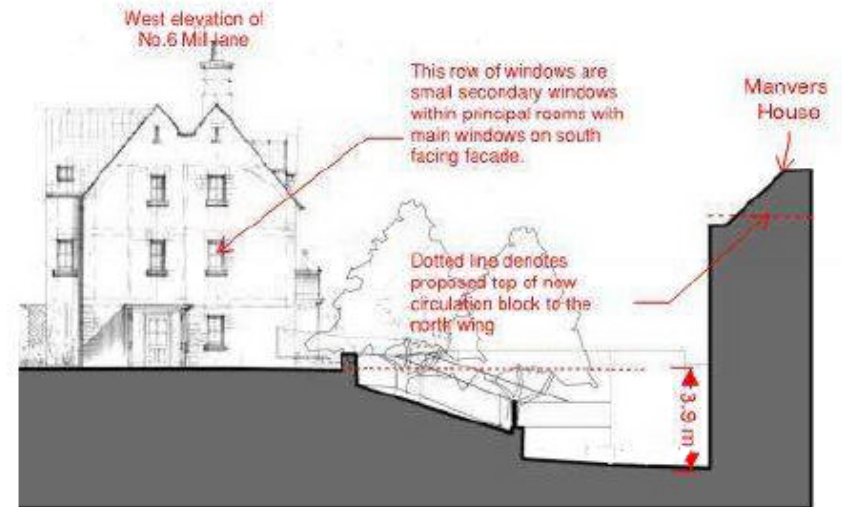 West elevation of
No.6 Mill lane
This row of windows are
small secondary windows
within principal rooms with
main windows on south
facing facade.
Manvers
House
Dotted line denotes
proposed top of new
circulation block to the
north wing
3.9 m